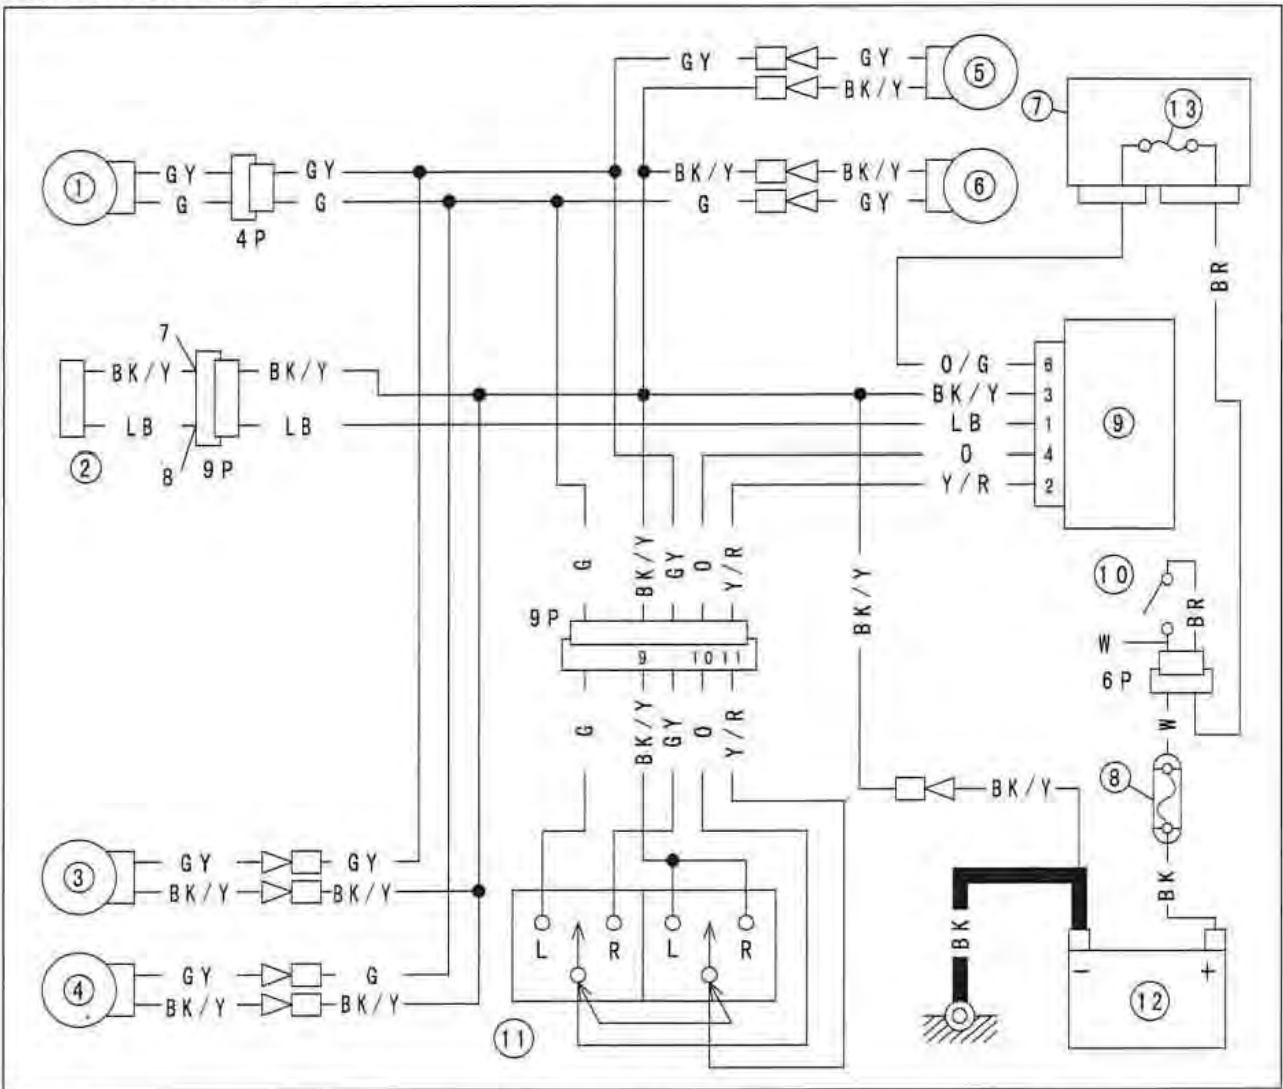 GY GY
BK/Y
5
7
13
1
GY GY
BK/Y BK/Y
6
G G
G GY
4P
BR
7
BK/Y BK/Y
O/G 6
BK/Y 3
LB LB
LB 1
9
2
8 9P
O 4
Y/R 2
G BK/Y GY O Y/R
BK/Y
10
BR
9P
9 10 11
W
6P
G BK/Y GY O Y/R
W
8
BK/Y
3
GY GY
BK/Y BK/Y
BK
BK
L R L R
4
GY G
BK/Y BK/Y
- +
12
11